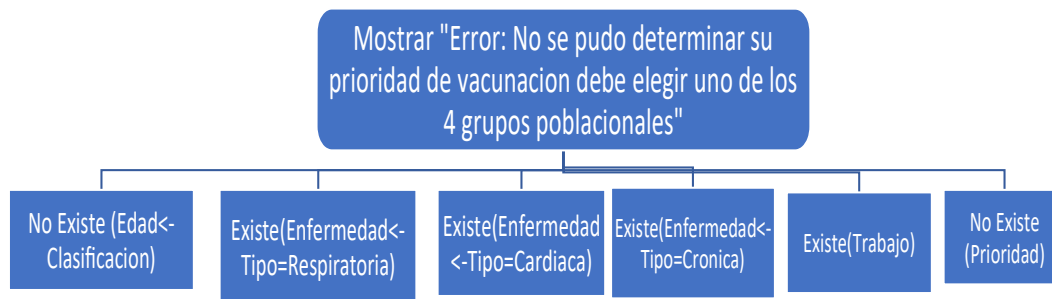 Mostrar "Error: No se pudo determinar su
prioridad de vacunacion debe elegir uno de los
4 grupos poblacionales"
No Existe (Edad<-
Clasificacion)
Existe(Enfermedad<-
Tipo=Respiratoria)
Existe(Enfermedad
<-Tipo=Cardiaca)
Existe(Enfermedad<-
Tipo=Cronica)
Existe(Trabajo)
No Existe
(Prioridad)